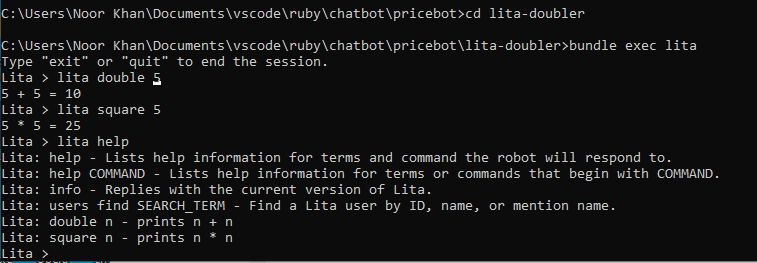 C:\Users\Noor Khan\Documents\vscode\ruby\chatbot\pricebot>cd lita-doubler
C:\Users\Noor Khan\Documents\vscode\ruby\chatbot\pricebot\lita-doubler>bundle exec lita
Type "exit" or "quit" to end the session.
Lita > lita double 5
5 + 5 = 10
Lita > lita square 5
5 * 5 = 25
Lita > lita help
Lita: help - Lists help information for terms and command the robot will respond to.
Lita: help COMMAND - Lists help information for terms or commands that begin with COMMAND.
Lita: info - Replies with the current version of Lita.
Lita: users find SEARCH_TERM - Find a Lita user by ID, name, or mention name.
Lita: double n - prints n + n
Lita: square n - prints n * n
Lita >